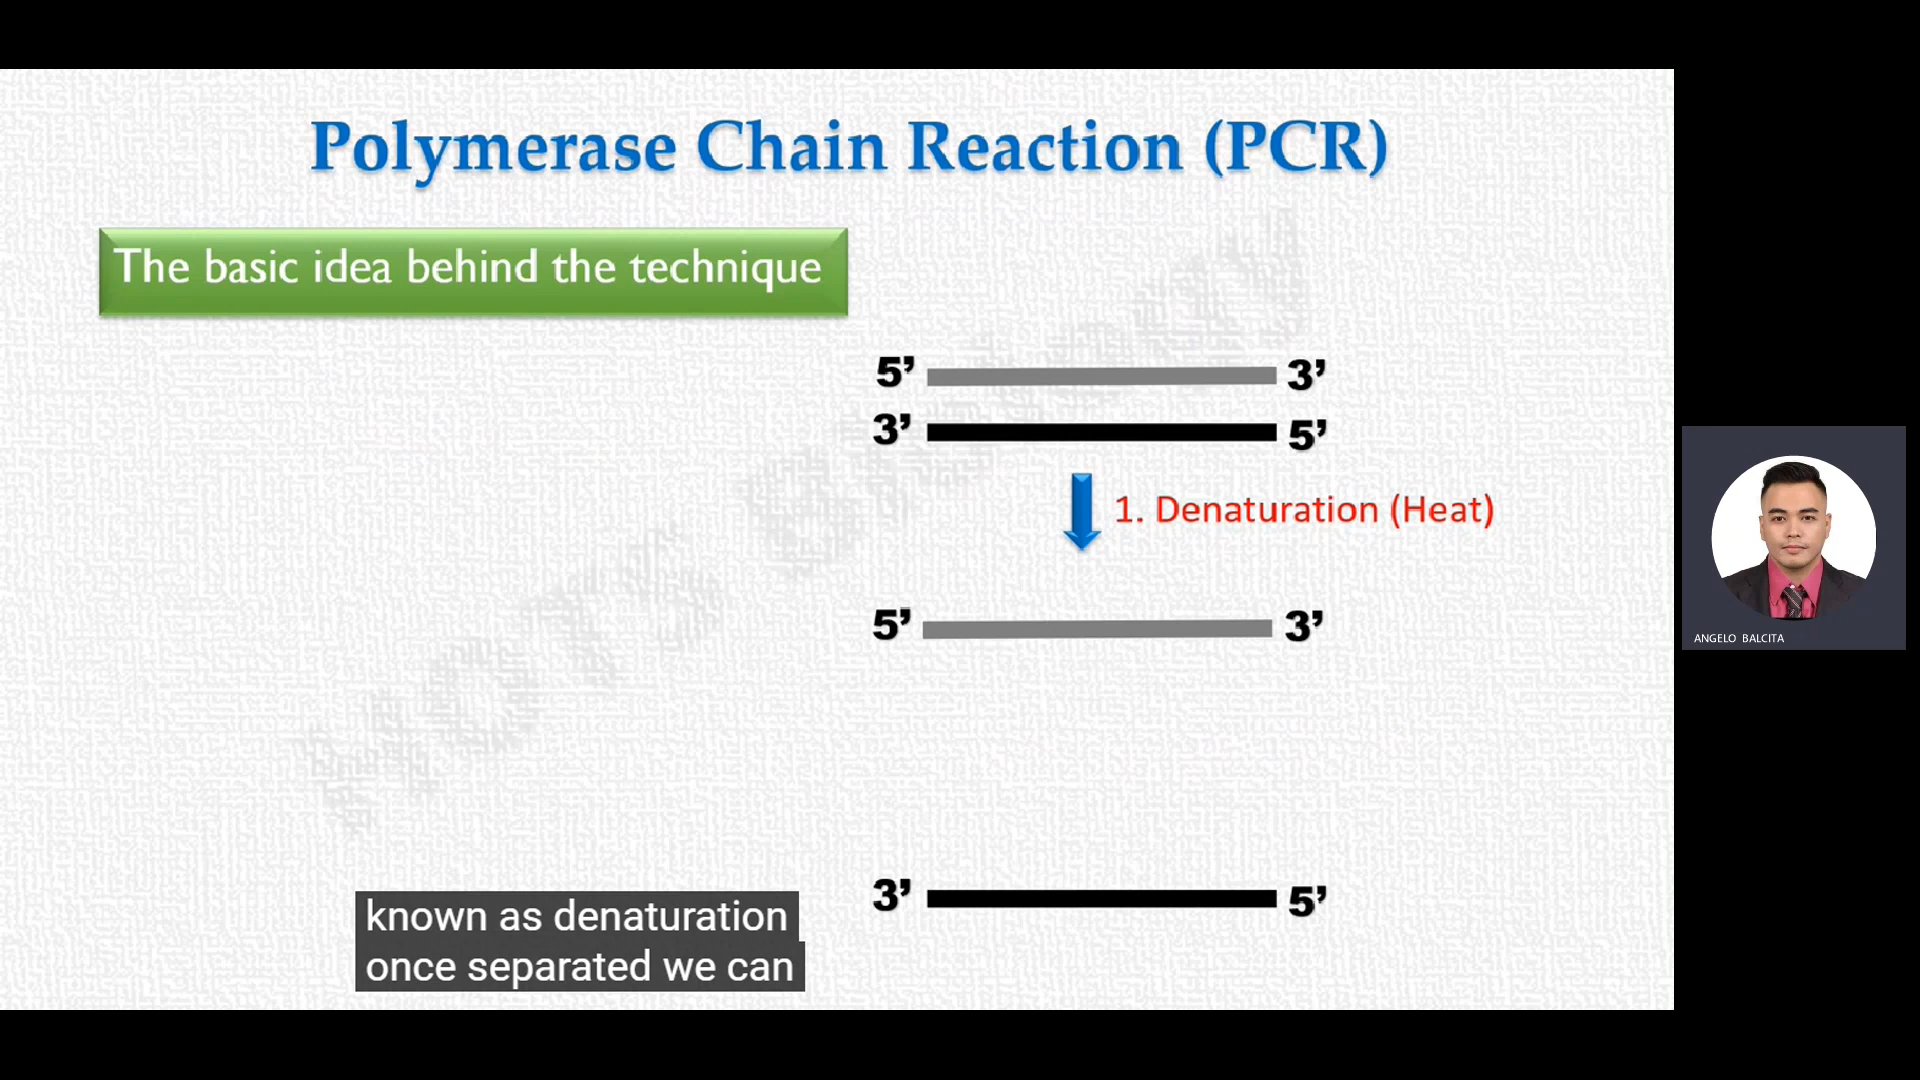 Polymerase Chain Reaction (PCR)
The basic idea behind the technique
5’ 3’
3’ 5’
1. Denaturation (Heat)
5’ 3’
ANGELO BALCITA
3’ 5’
known as denaturation
once separated we can